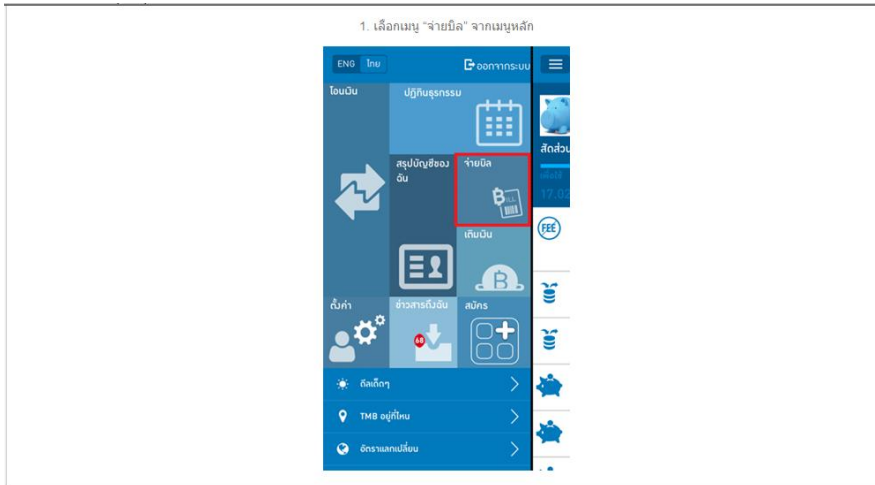 1. เลือกเมนู "จ่ายบิล" จากเมนูหลัก
ENG ไทย
ออกจากระบบ
โอนเงิน
ปฏิทินธุรกรรม
สรุปบัญชีของ
ฉัน
จ่ายบิล
BILL
เติมเงิน
B
ตั้งค่า
ข่าวสารถึงฉัน
68
สมัคร
ดีลเด็ดๆ
TMB อยู่ที่ไหน
อัตราแลกเปลี่ยน
สัดส่วน
17.02
FEE